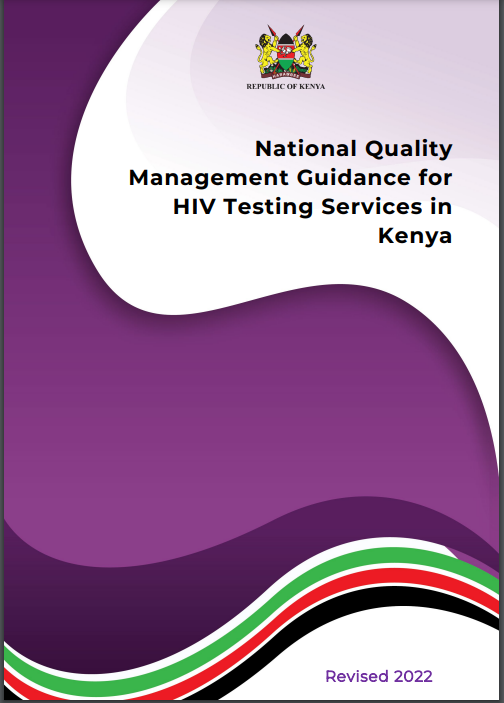 REPUBLIC OF KENYA
National Quality
Management Guidance for
HIV Testing Services in
Kenya
Revised 2022